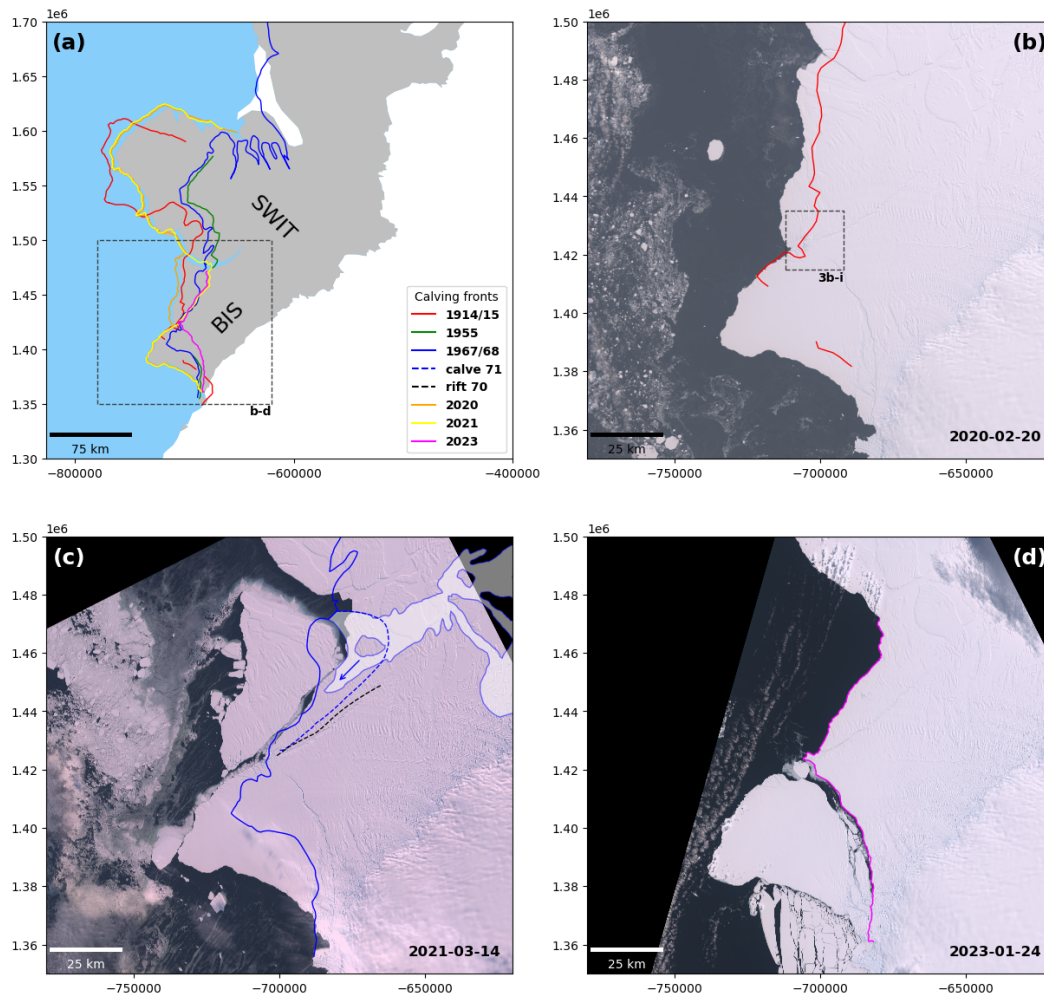 1e6
(a)
1.70
1.65
1.60
1.55
1.50
1.45
1.40
1.35
1.30
SWIT
BIS
b-d
75 km
Calving fronts
1914/15
1955
1967/68
calve 71
rift 70
2020
2021
2023
−800000
−600000
−400000
1e6
(b)
1.50
1.48
1.46
1.44
1.42
1.40
1.38
1.36
3b-i
25 km
2020-02-20
−750000
−700000
−650000
1e6
(c)
1.50
1.48
1.46
1.44
1.42
1.40
1.38
1.36
25 km
2021-03-14
−750000
−700000
−650000
1e6
(d)
1.50
1.48
1.46
1.44
1.42
1.40
1.38
1.36
25 km
2023-01-24
−750000
−700000
−650000